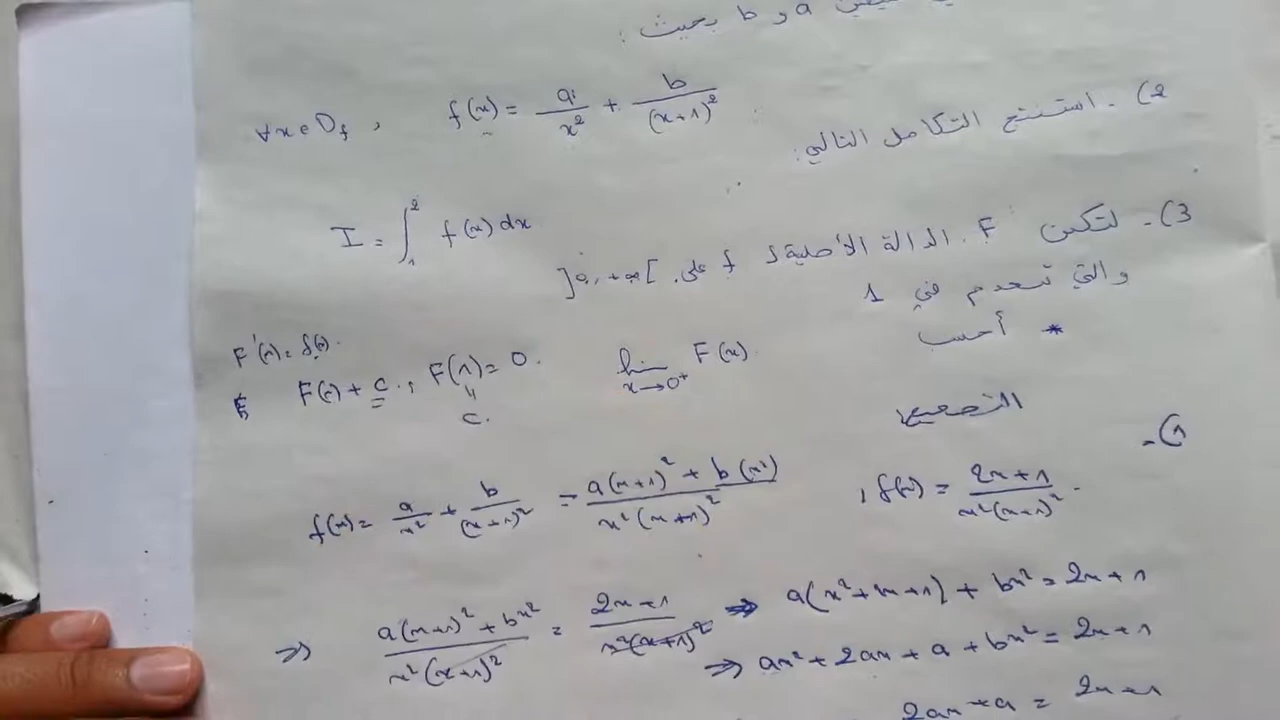 a و b بحيث :
∀x∈D_f , f(x) = a/x² + b/(x+1)²
2) - استنتج التكامل التالي:
I = ∫₁² f(x) dx
3) - لتكن F الدالة الأصلية ل f على ]0, +∞[
والتي تنعدم في 1
* أحسب
lim_{x→0⁺} F(x)
F'(x) = f(x).
F(x) + c , F(1) = 0.
c.
التصحيح
1) -
f(x) = a/x² + b/(x+1)² = (a(x+1)² + b(x²))/(x²(x+1)²) , f(x) = (2x+1)/(x²(x+1)²) .
⇒ (a(x+1)² + bx²)/(x²(x+1)²) = (2x+1)/(x²(x+1)²) ⇒ a(x²+2x+1) + bx² = 2x+1
⇒ ax² + 2ax + a + bx² = 2x+1
2ax + a = 2x+1